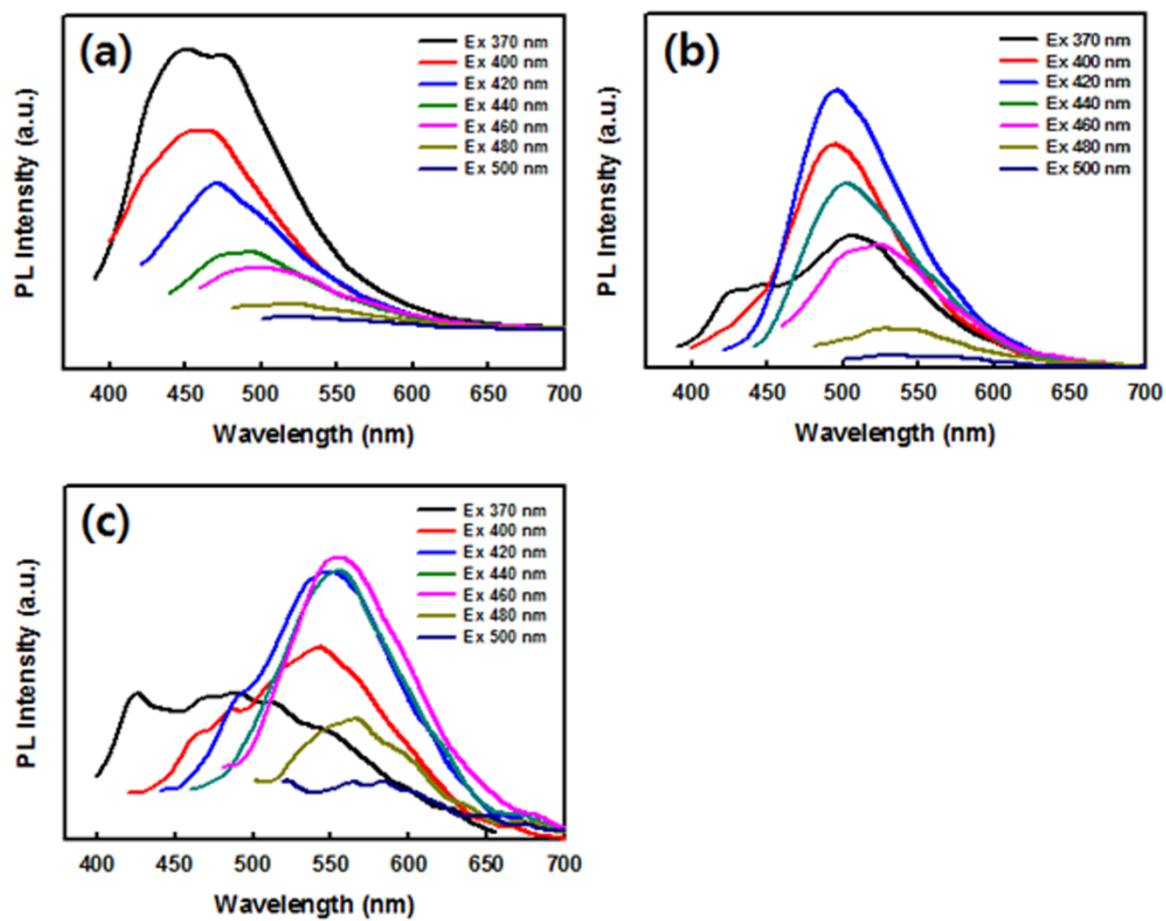 (a)
Ex 370 nm
Ex 400 nm
Ex 420 nm
Ex 440 nm
Ex 460 nm
Ex 480 nm
Ex 500 nm
PL Intensity (a.u.)
400 450 500 550 600 650 700
Wavelength (nm)
(b)
Ex 370 nm
Ex 400 nm
Ex 420 nm
Ex 440 nm
Ex 460 nm
Ex 480 nm
Ex 500 nm
PL Intensity (a.u.)
400 450 500 550 600 650 700
Wavelength (nm)
(c)
Ex 370 nm
Ex 400 nm
Ex 420 nm
Ex 440 nm
Ex 460 nm
Ex 480 nm
Ex 500 nm
PL Intensity (a.u.)
400 450 500 550 600 650 700
Wavelength (nm)